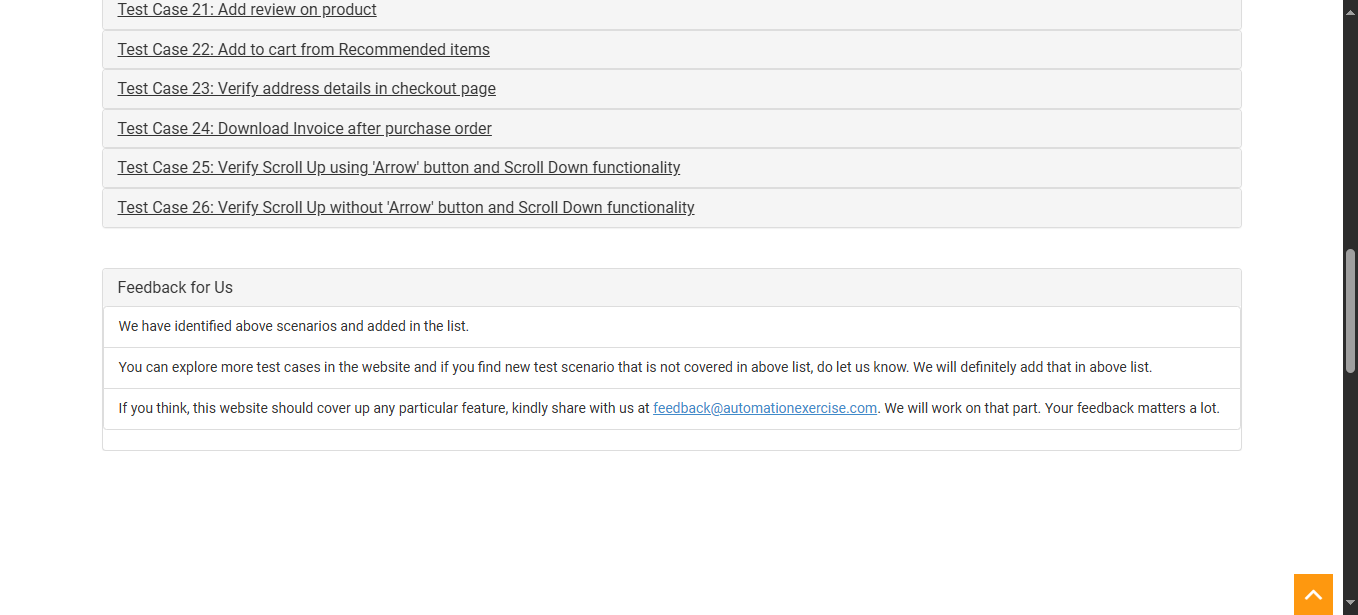 Test Case 21: Add review on product
Test Case 22: Add to cart from Recommended items
Test Case 23: Verify address details in checkout page
Test Case 24: Download Invoice after purchase order
Test Case 25: Verify Scroll Up using 'Arrow' button and Scroll Down functionality
Test Case 26: Verify Scroll Up without 'Arrow' button and Scroll Down functionality
Feedback for Us
We have identified above scenarios and added in the list.
You can explore more test cases in the website and if you find new test scenario that is not covered in above list, do let us know. We will definitely add that in above list.
If you think, this website should cover up any particular feature, kindly share with us at feedback@automationexercise.com. We will work on that part. Your feedback matters a lot.